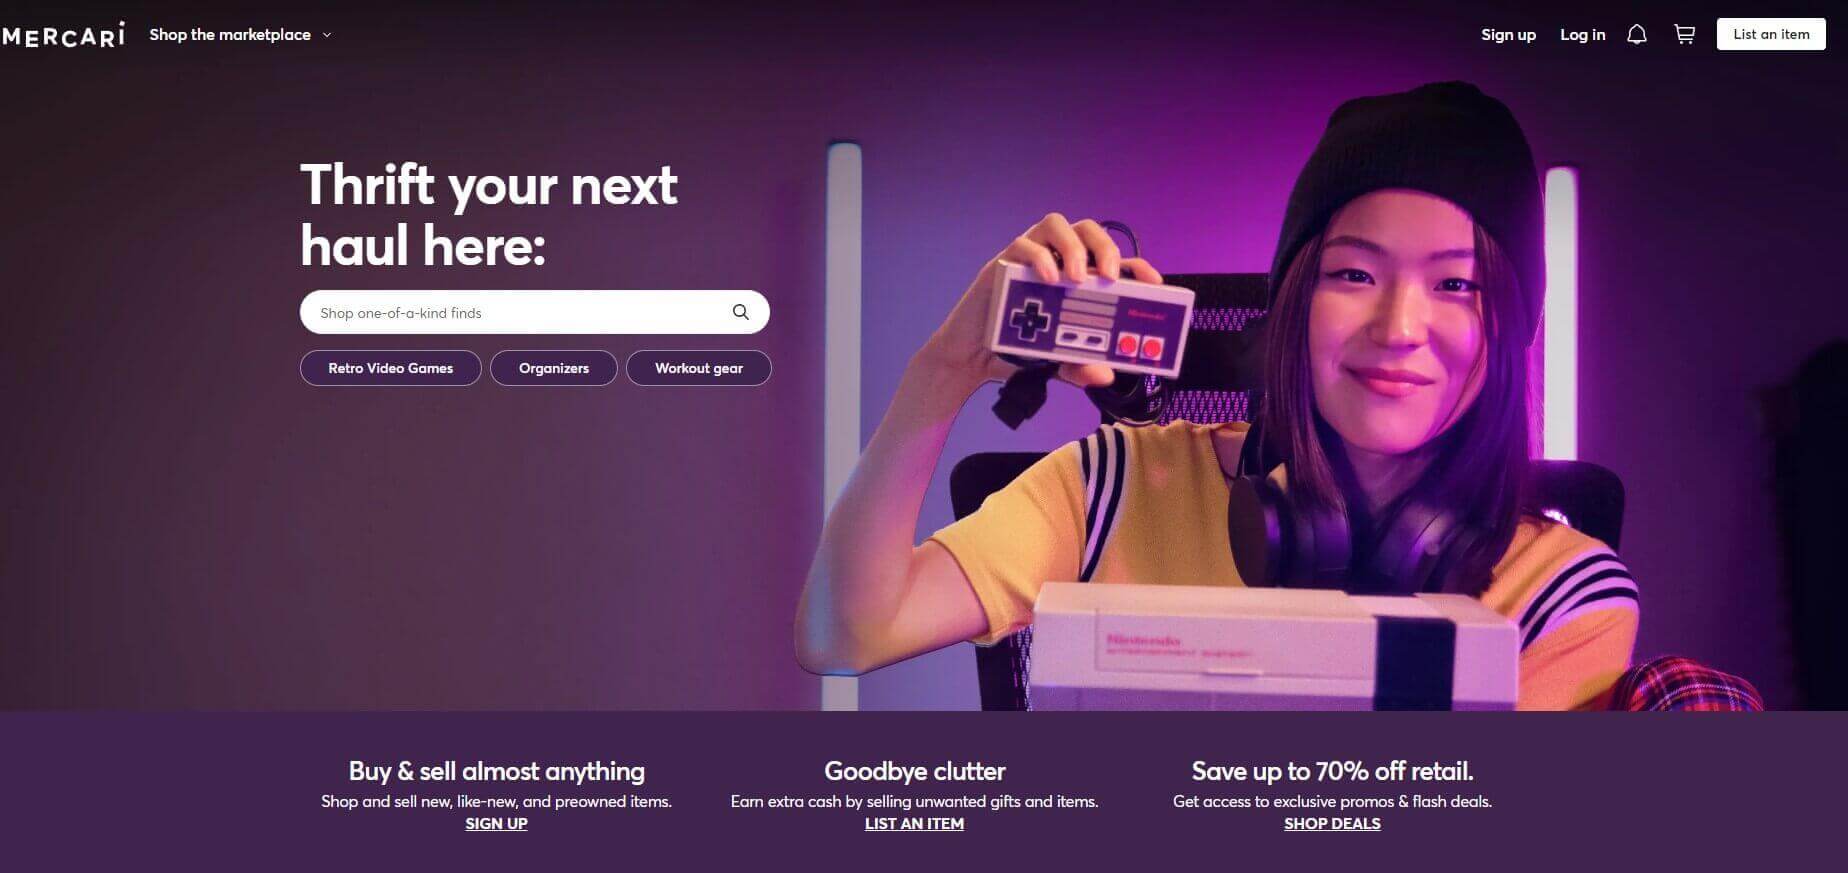 MERCARI
Shop the marketplace
Sign up
Log in
List an item
Thrift your next
haul here:
Shop one-of-a-kind finds
Retro Video Games
Organizers
Workout gear
Nintendo
Nintendo
ENTERTAINMENT SYSTEM
Buy & sell almost anything
Goodbye clutter
Save up to 70% off retail.
Shop and sell new, like-new, and preowned items.
Earn extra cash by selling unwanted gifts and items.
Get access to exclusive promos & flash deals.
SIGN UP
LIST AN ITEM
SHOP DEALS